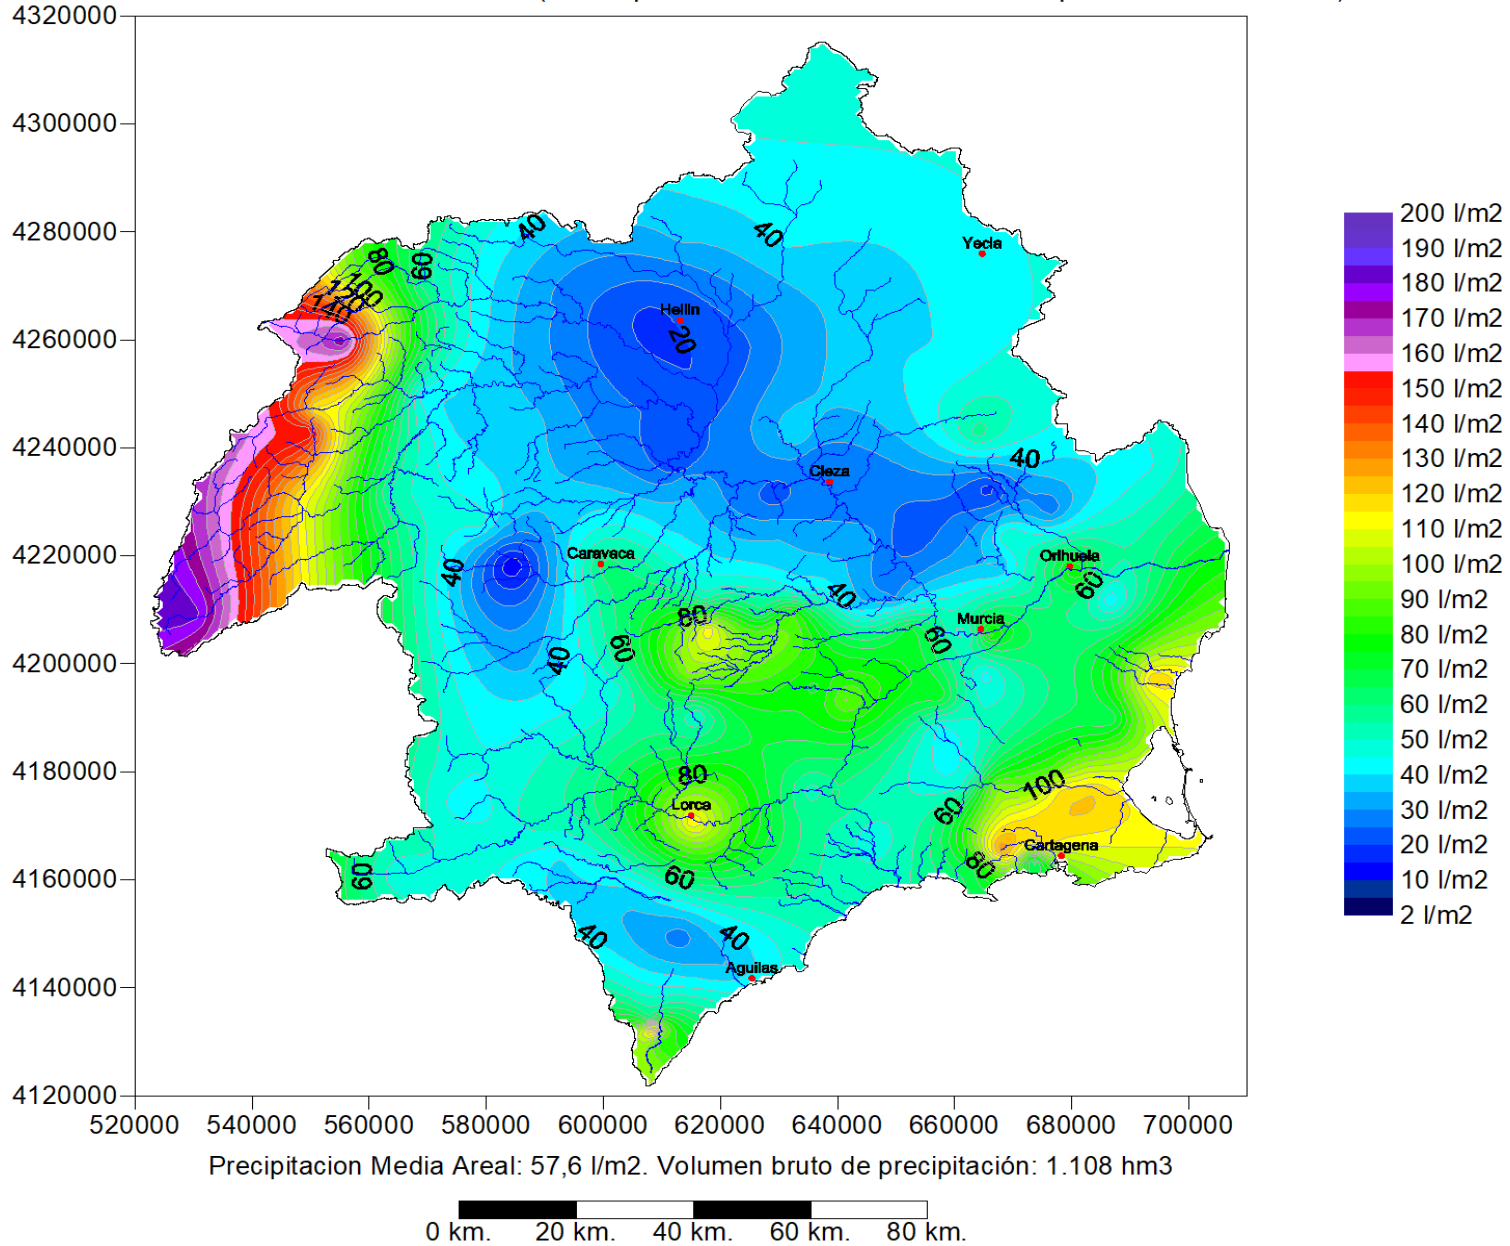 4320000
4300000
4280000
4260000
4240000
4220000
4200000
4180000
4160000
4140000
4120000
520000 540000 560000 580000 600000 620000 640000 660000 680000 700000
40
40
80
60
100
120
140
Yecla
Hellin
20
Cieza
40
Caravaca
40
Orihuela
60
40
80
Murcia
60
60
40
80
Lorca
100
60
Cartagena
80
60
60
40
40
Aguilas
200 l/m2
190 l/m2
180 l/m2
170 l/m2
160 l/m2
150 l/m2
140 l/m2
130 l/m2
120 l/m2
110 l/m2
100 l/m2
90 l/m2
80 l/m2
70 l/m2
60 l/m2
50 l/m2
40 l/m2
30 l/m2
20 l/m2
10 l/m2
2 l/m2
Precipitacion Media Areal: 57,6 l/m2. Volumen bruto de precipitación: 1.108 hm3
0 km. 20 km. 40 km. 60 km. 80 km.